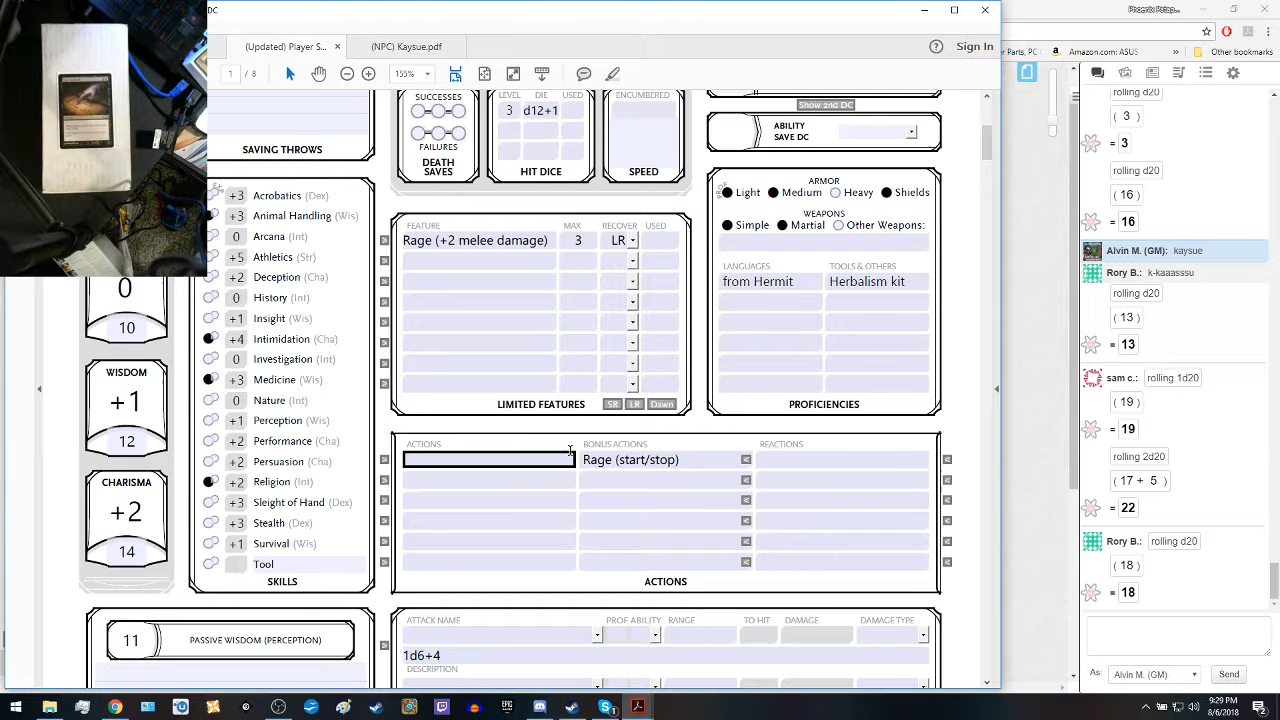 DC
(Updated) Player S...
×
(NPC) Kaysue.pdf
Sign In
1 / 8
155%
SAVING THROWS
SUCCESSES
FAILURES
DEATH
SAVES
LEVEL DIE USED
3 d12+1
HIT DICE
ENCUMBERED
SPEED
Show 2nd DC
ABILITY
SAVE DC
+3 Acrobatics (Dex)
+3 Animal Handling (Wis)
0 Arcana (Int)
+5 Athletics (Str)
+2 Deception (Cha)
0 History (Int)
+1 Insight (Wis)
+4 Intimidation (Cha)
0 Investigation (Int)
+3 Medicine (Wis)
0 Nature (Int)
+1 Perception (Wis)
+2 Performance (Cha)
+2 Persuasion (Cha)
+2 Religion (Int)
+3 Sleight of Hand (Dex)
+3 Stealth (Dex)
+1 Survival (Wis)
Tool
SKILLS
0
10
WISDOM
+1
12
CHARISMA
+2
14
11 PASSIVE WISDOM (PERCEPTION)
FEATURE MAX RECOVER USED
Rage (+2 melee damage) 3 LR
LIMITED FEATURES SR LR Dawn
PROF
ARMOR
Light Medium Heavy Shields
WEAPONS
Simple Martial Other Weapons:
LANGUAGES TOOLS & OTHERS
from Hermit Herbalism kit
PROFICIENCIES
ACTIONS BONUS ACTIONS REACTIONS
Rage (start/stop)
ACTIONS
ATTACK NAME PROF ABILITY RANGE TO HIT DAMAGE DAMAGE TYPE
1d6+4
DESCRIPTION
er Parts, PC
Amazon.com: ASUS
Other bookmarks
rolling d20
( 3 )
= 3
rolling d20
( 16 )
= 16
Alvin M. (GM): kaysue
Rory B.: k-kaaasssu
rolling d20
( 13 )
= 13
sam c.: rolling 1d20
( 19 )
= 19
rolling 2d20
( 17 + 5 )
= 22
Rory B.: rolling d20
( 18 )
= 18
As: Alvin M. (GM) Send
9:29 PM
8/6/2018